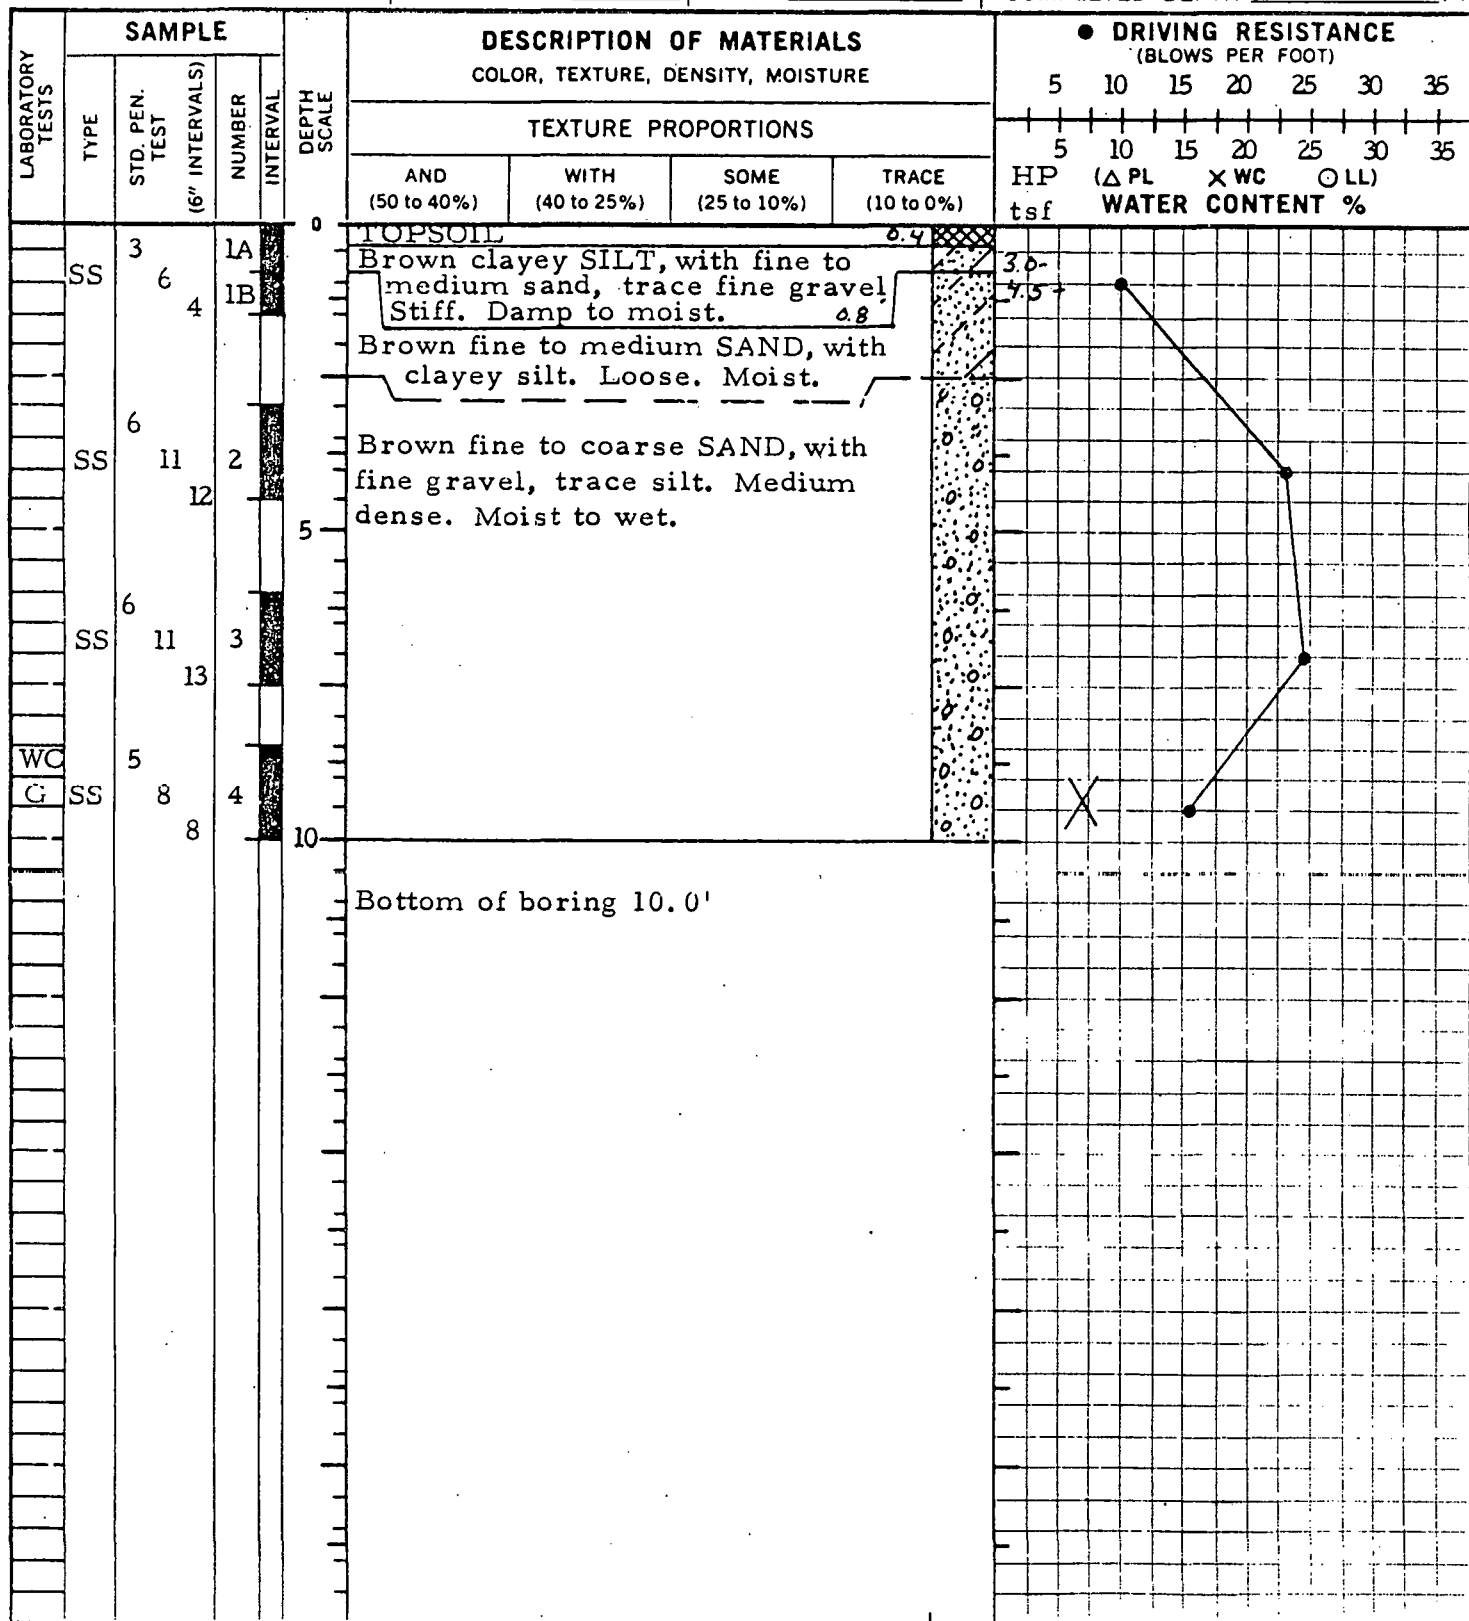 SAMPLE
LABORATORY TESTS
TYPE
STD. PEN. TEST
(6" INTERVALS)
NUMBER
INTERVAL
DEPTH SCALE
DESCRIPTION OF MATERIALS
COLOR, TEXTURE, DENSITY, MOISTURE
TEXTURE PROPORTIONS
AND WITH SOME TRACE
(50 to 40%) (40 to 25%) (25 to 10%) (10 to 0%)
● DRIVING RESISTANCE
(BLOWS PER FOOT)
5 10 15 20 25 30 35
5 10 15 20 25 30 35
HP (△ PL X WC ⊙ LL)
tsf WATER CONTENT %
0
TOPSOIL 0.4
3 1A
SS 6 1B
4
Brown clayey SILT, with fine to
medium sand, trace fine gravel
Stiff. Damp to moist. 0.8'
3.0-
4.5+
Brown fine to medium SAND, with
clayey silt. Loose. Moist.
6
SS 11 2
12
Brown fine to coarse SAND, with
fine gravel, trace silt. Medium
dense. Moist to wet.
5
6
SS 11 3
13
WC 5
G SS 8 4
8
X
10
Bottom of boring 10.0'